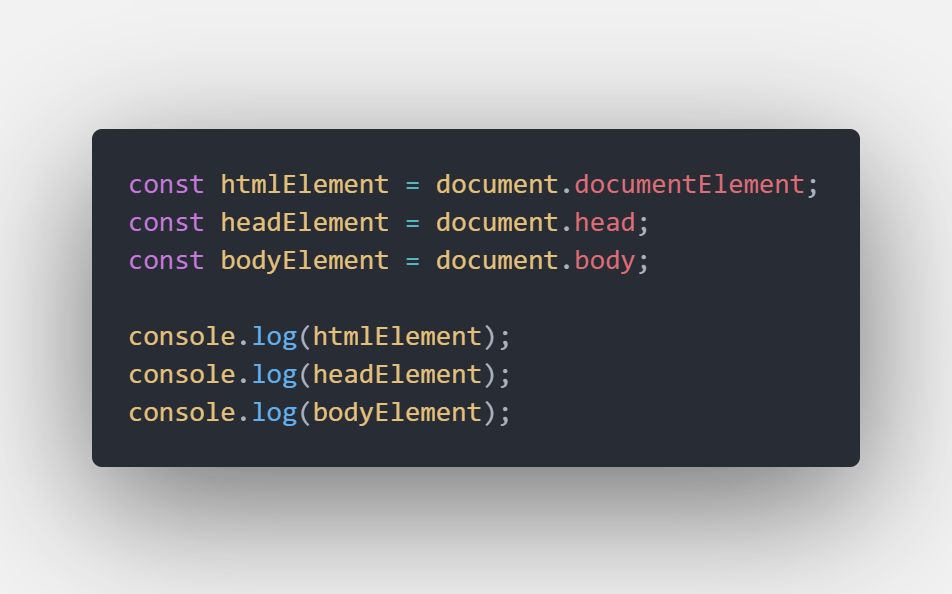 const htmlElement = document.documentElement;
const headElement = document.head;
const bodyElement = document.body;

console.log(htmlElement);
console.log(headElement);
console.log(bodyElement);